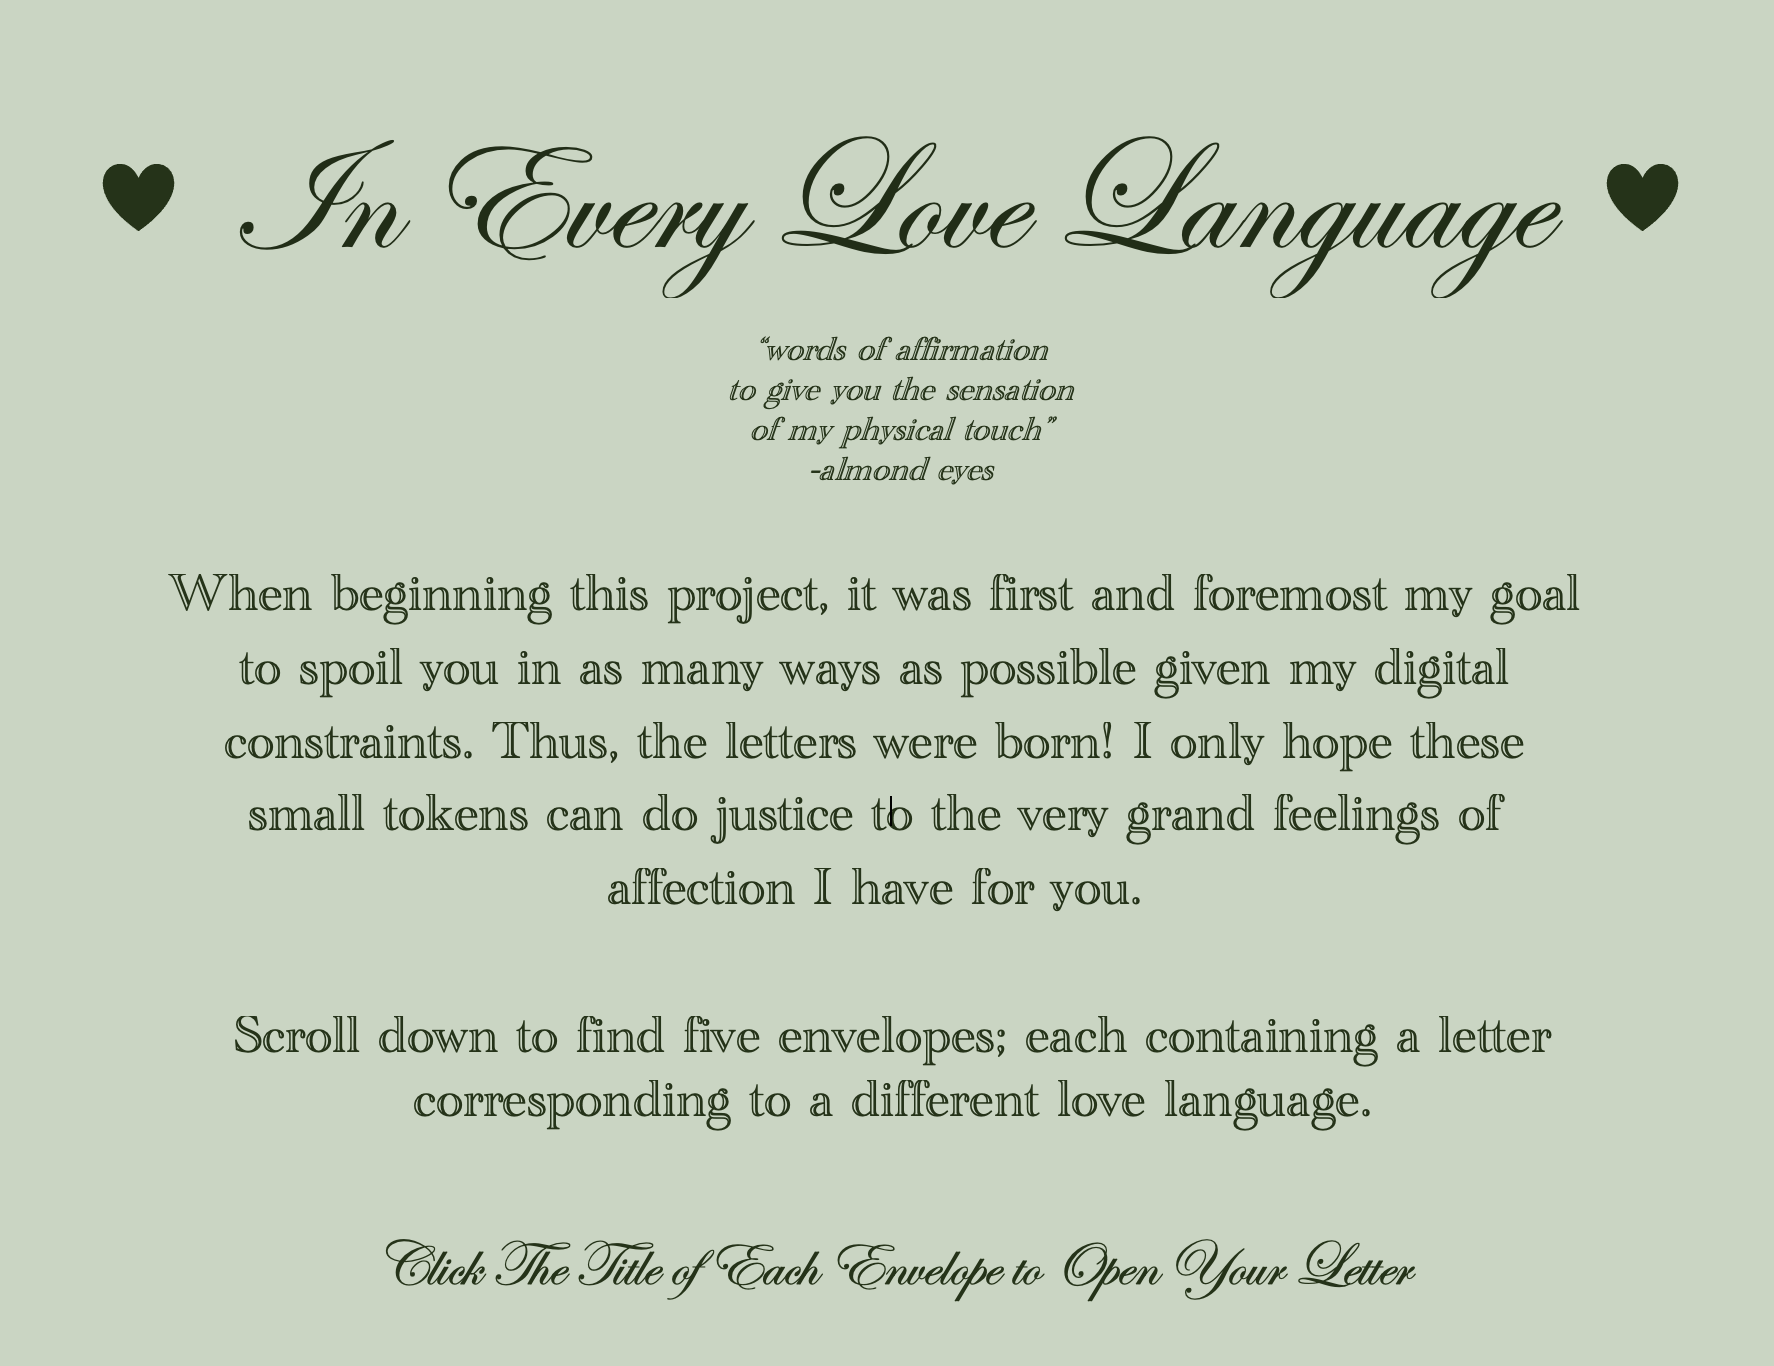 In Every Love Language
“words of affirmation
to give you the sensation
of my physical touch”
-almond eyes
When beginning this project, it was first and foremost my goal
to spoil you in as many ways as possible given my digital
constraints. Thus, the letters were born! I only hope these
small tokens can do justice to the very grand feelings of
affection I have for you.
Scroll down to find five envelopes; each containing a letter
corresponding to a different love language.
Click The Title of Each Envelope to Open Your Letter